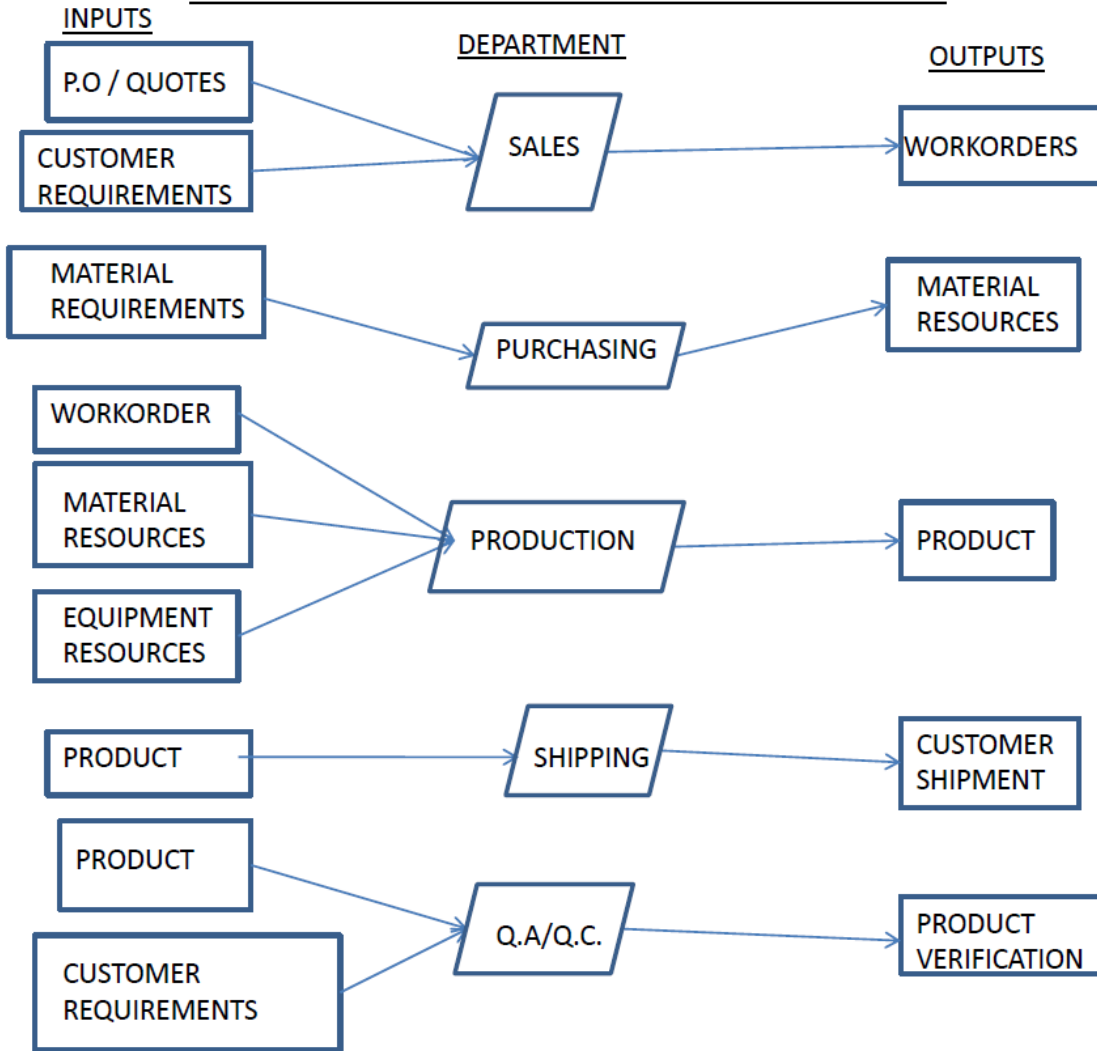 INPUTS
DEPARTMENT
OUTPUTS
P.O / QUOTES
SALES
WORKORDERS
CUSTOMER
REQUIREMENTS
MATERIAL
REQUIREMENTS
PURCHASING
MATERIAL
RESOURCES
WORKORDER
MATERIAL
RESOURCES
EQUIPMENT
RESOURCES
PRODUCTION
PRODUCT
PRODUCT
SHIPPING
CUSTOMER
SHIPMENT
PRODUCT
CUSTOMER
REQUIREMENTS
Q.A/Q.C.
PRODUCT
VERIFICATION